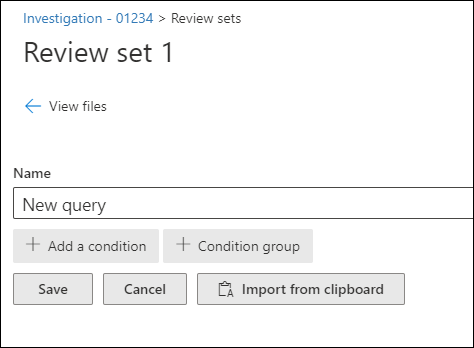 Investigation - 01234 > Review sets
Review set 1
View files
Name
New query
+ Add a condition + Condition group
Save Cancel Import from clipboard